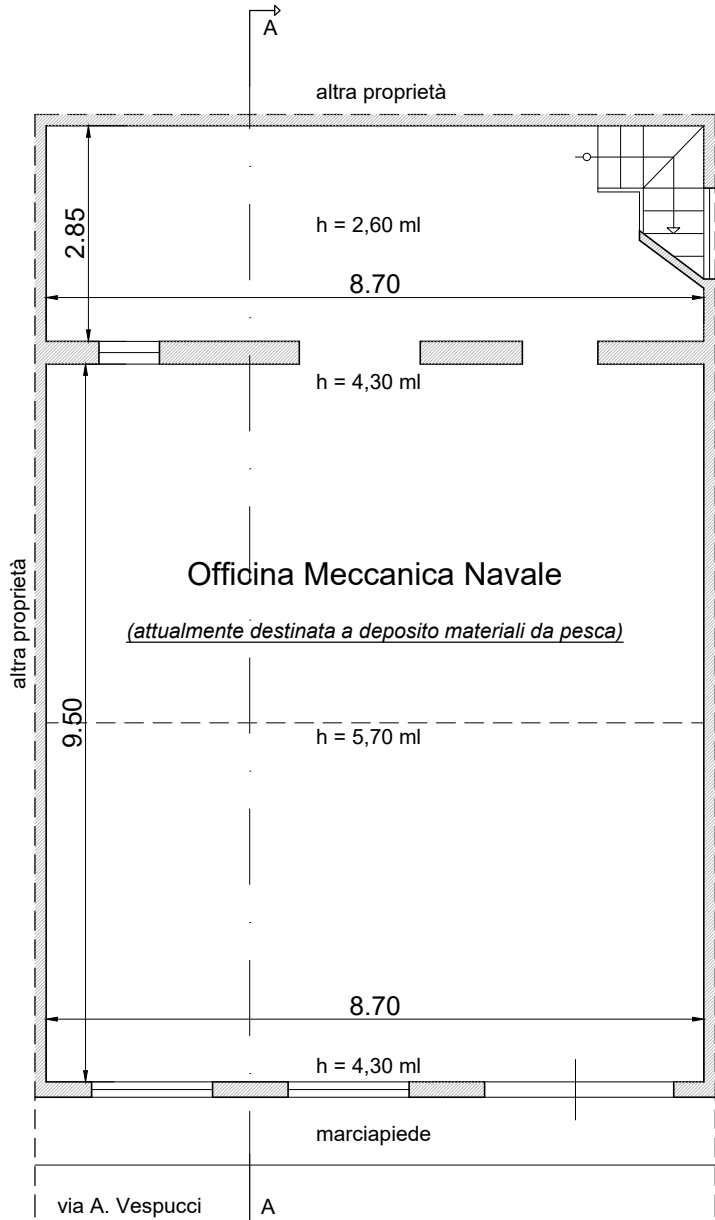 A
altra proprietà
2.85
h = 2,60 ml
8.70
h = 4,30 ml
Officina Meccanica Navale
(attualmente destinata a deposito materiali da pesca)
altra proprietà
9.50
h = 5,70 ml
8.70
h = 4,30 ml
marciapiede
via A. Vespucci
A